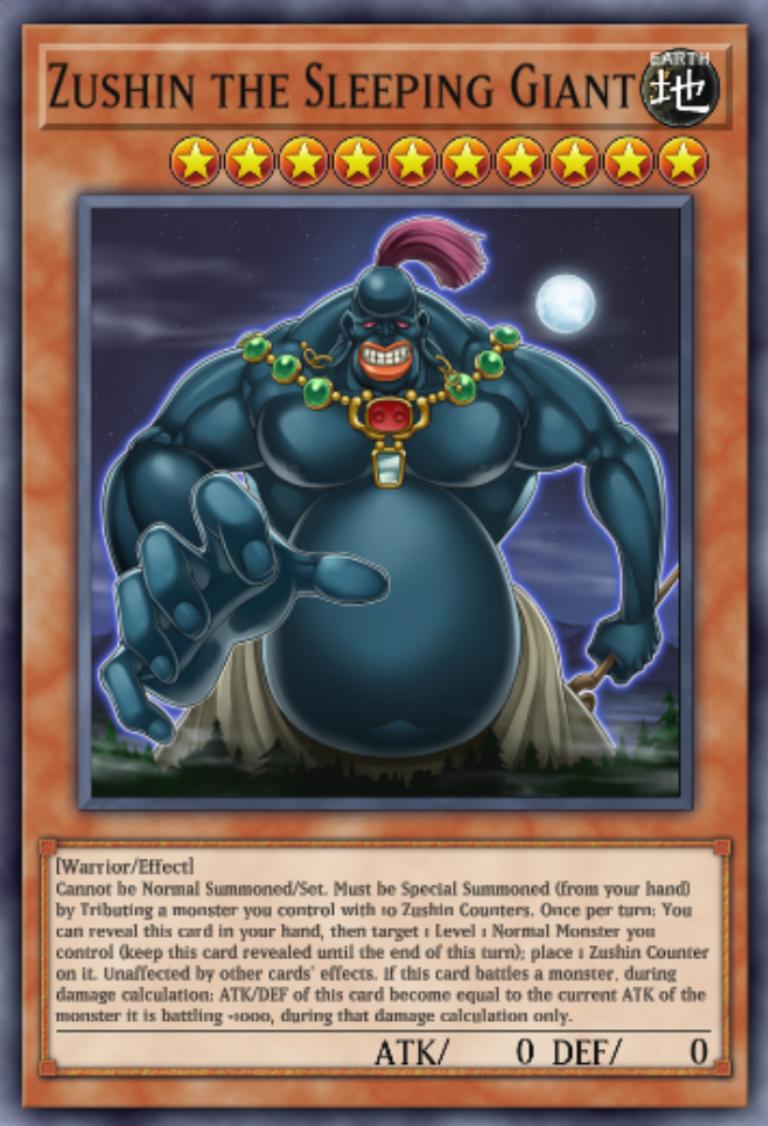 ZUSHIN THE SLEEPING GIANT
EARTH
地
[Warrior/Effect]
Cannot be Normal Summoned/Set. Must be Special Summoned (from your hand)
by Tributing a monster you control with 10 Zushin Counters. Once per turn: You
can reveal this card in your hand, then target 1 Level 1 Normal Monster you
control (keep this card revealed until the end of this turn); place 1 Zushin Counter
on it. Unaffected by other cards' effects. If this card battles a monster, during
damage calculation: ATK/DEF of this card become equal to the current ATK of the
monster it is battling +1000, during that damage calculation only.
ATK/ 0 DEF/ 0